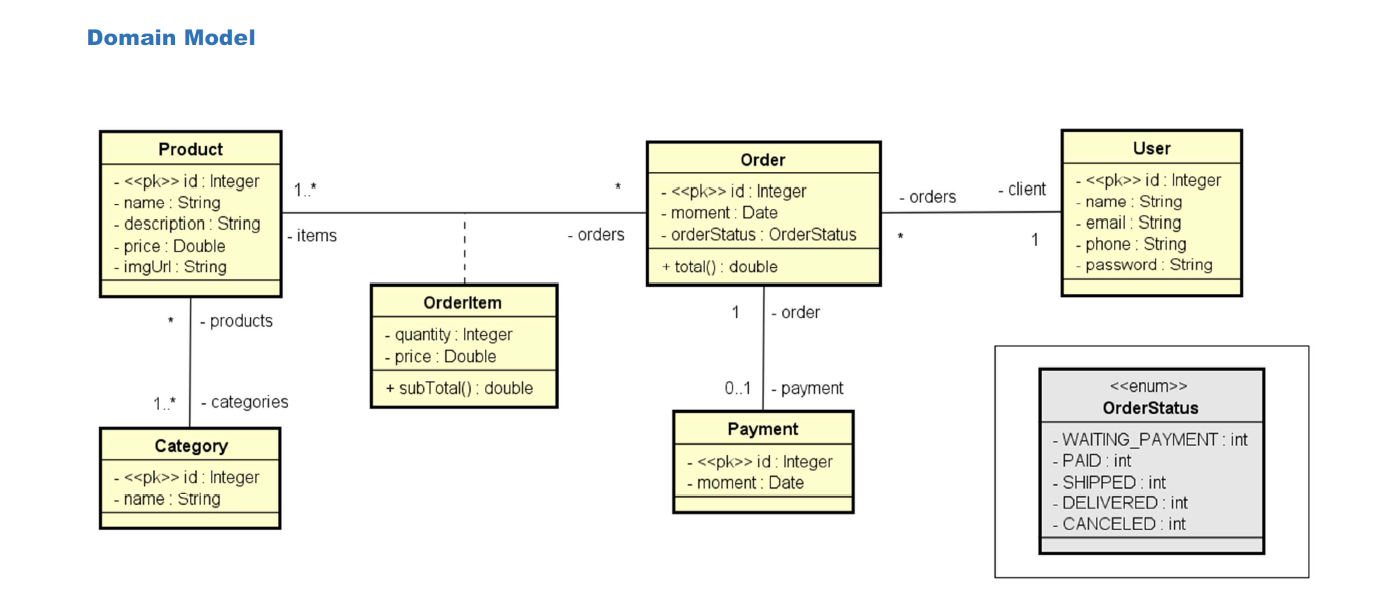 Domain Model
Product
- <<pk>> id : Integer
- name : String
- description : String
- price : Double
- imgUrl : String
1..*
- items
*
- orders
Order
- <<pk>> id : Integer
- moment : Date
- orderStatus : OrderStatus
+ total() : double
- orders
*
- client
1
User
- <<pk>> id : Integer
- name : String
- email : String
- phone : String
- password : String
OrderItem
- quantity : Integer
- price : Double
+ subTotal() : double
* - products
1..* - categories
Category
- <<pk>> id : Integer
- name : String
1 - order
0..1 - payment
Payment
- <<pk>> id : Integer
- moment : Date
<<enum>>
OrderStatus
- WAITING_PAYMENT : int
- PAID : int
- SHIPPED : int
- DELIVERED : int
- CANCELED : int